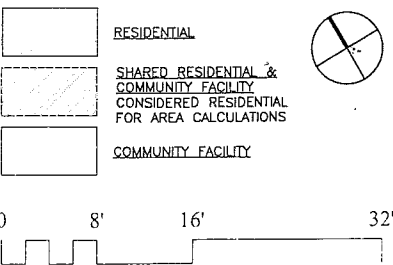 RESIDENTIAL
SHARED RESIDENTIAL &
COMMUNITY FACILITY
CONSIDERED RESIDENTIAL
FOR AREA CALCULATIONS
COMMUNITY FACILITY
0 8' 16' 32'